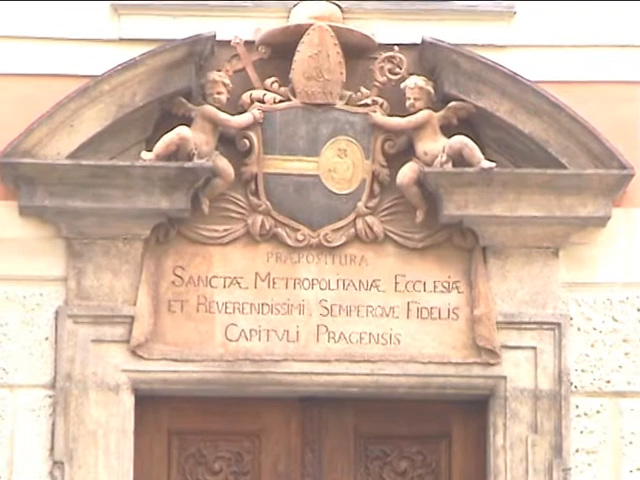 PRÆPOSITURA
SANCTÆ METROPOLITANÆ ECCLESIÆ
ET REVERENDISSIMI SEMPERQVE FIDELIS
CAPITVLI PRAGENSIS